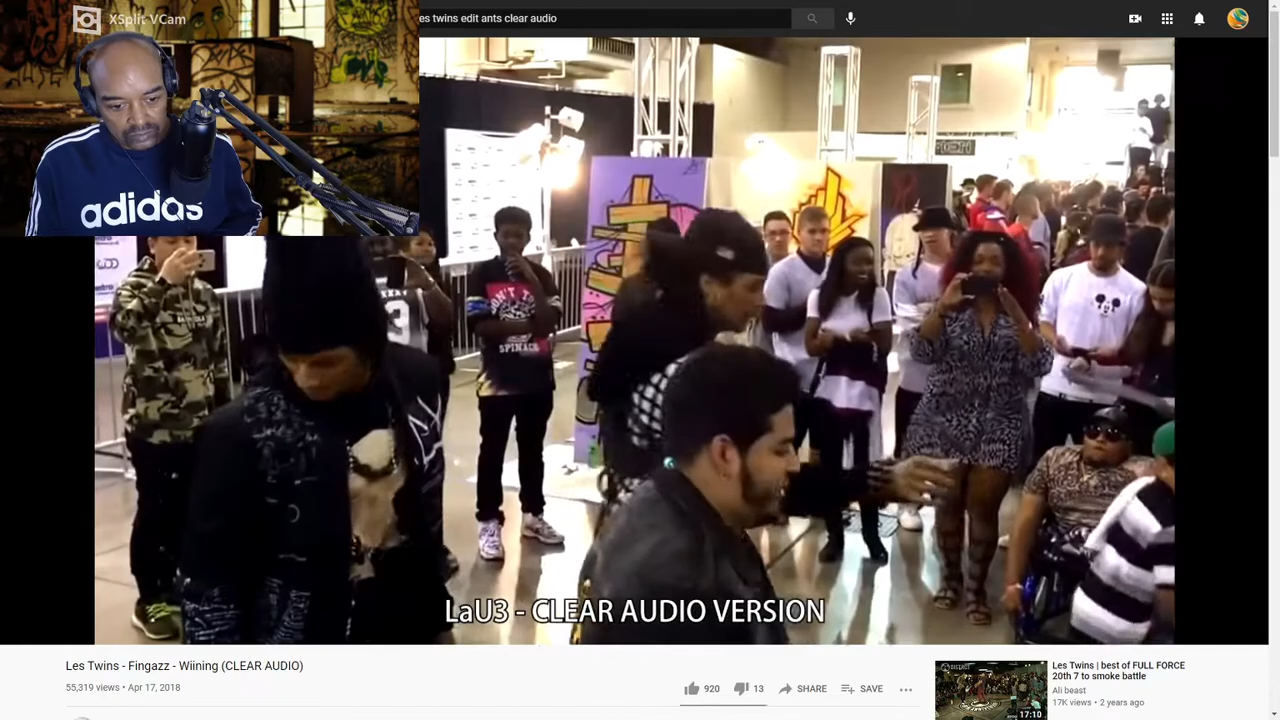 XSplit VCam
es twins edit ants clear audio
adidas
3
SPINACH
LaU3 - CLEAR AUDIO VERSION
Les Twins - Fingazz - Wiining (CLEAR AUDIO)
55,319 views • Apr 17, 2018
920
13
SHARE
SAVE
Les Twins | best of FULL FORCE
20th 7 to smoke battle
Ali beast
17K views • 2 years ago
17:10